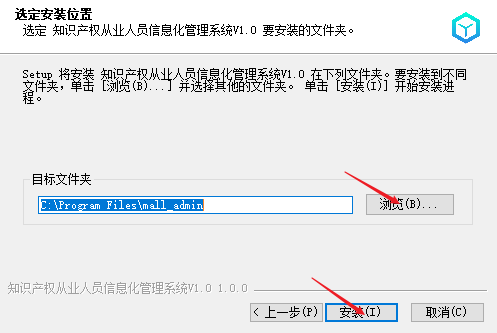 选定安装位置
选定 知识产权从业人员信息化管理系统V1.0 要安装的文件夹。
Setup 将安装 知识产权从业人员信息化管理系统V1.0 在下列文件夹。要安装到不同
文件夹，单击 [浏览(B)...] 并选择其他的文件夹。 单击 [安装(I)] 开始安装进
程。
目标文件夹
C:\Program Files\mall_admin
浏览(B)...
知识产权从业人员信息化管理系统V1.0 1.0.0
< 上一步(P)
安装(I)
取消(C)